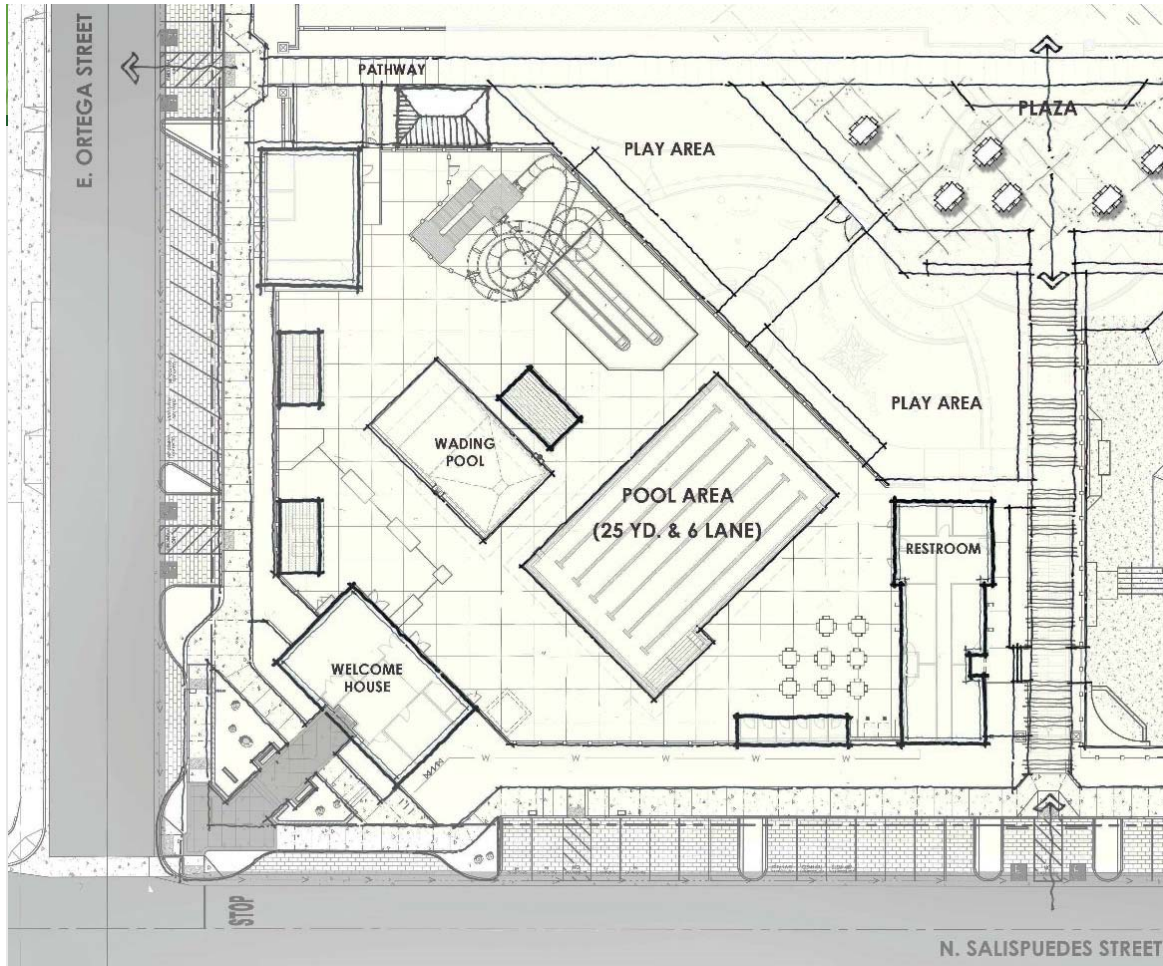 E. ORTEGA STREET
PATHWAY
PLAZA
PLAY AREA
PLAY AREA
WADING
POOL
POOL AREA
(25 YD. & 6 LANE)
RESTROOM
WELCOME
HOUSE
W W W W W
STOP
N. SALISPUEDES STREET